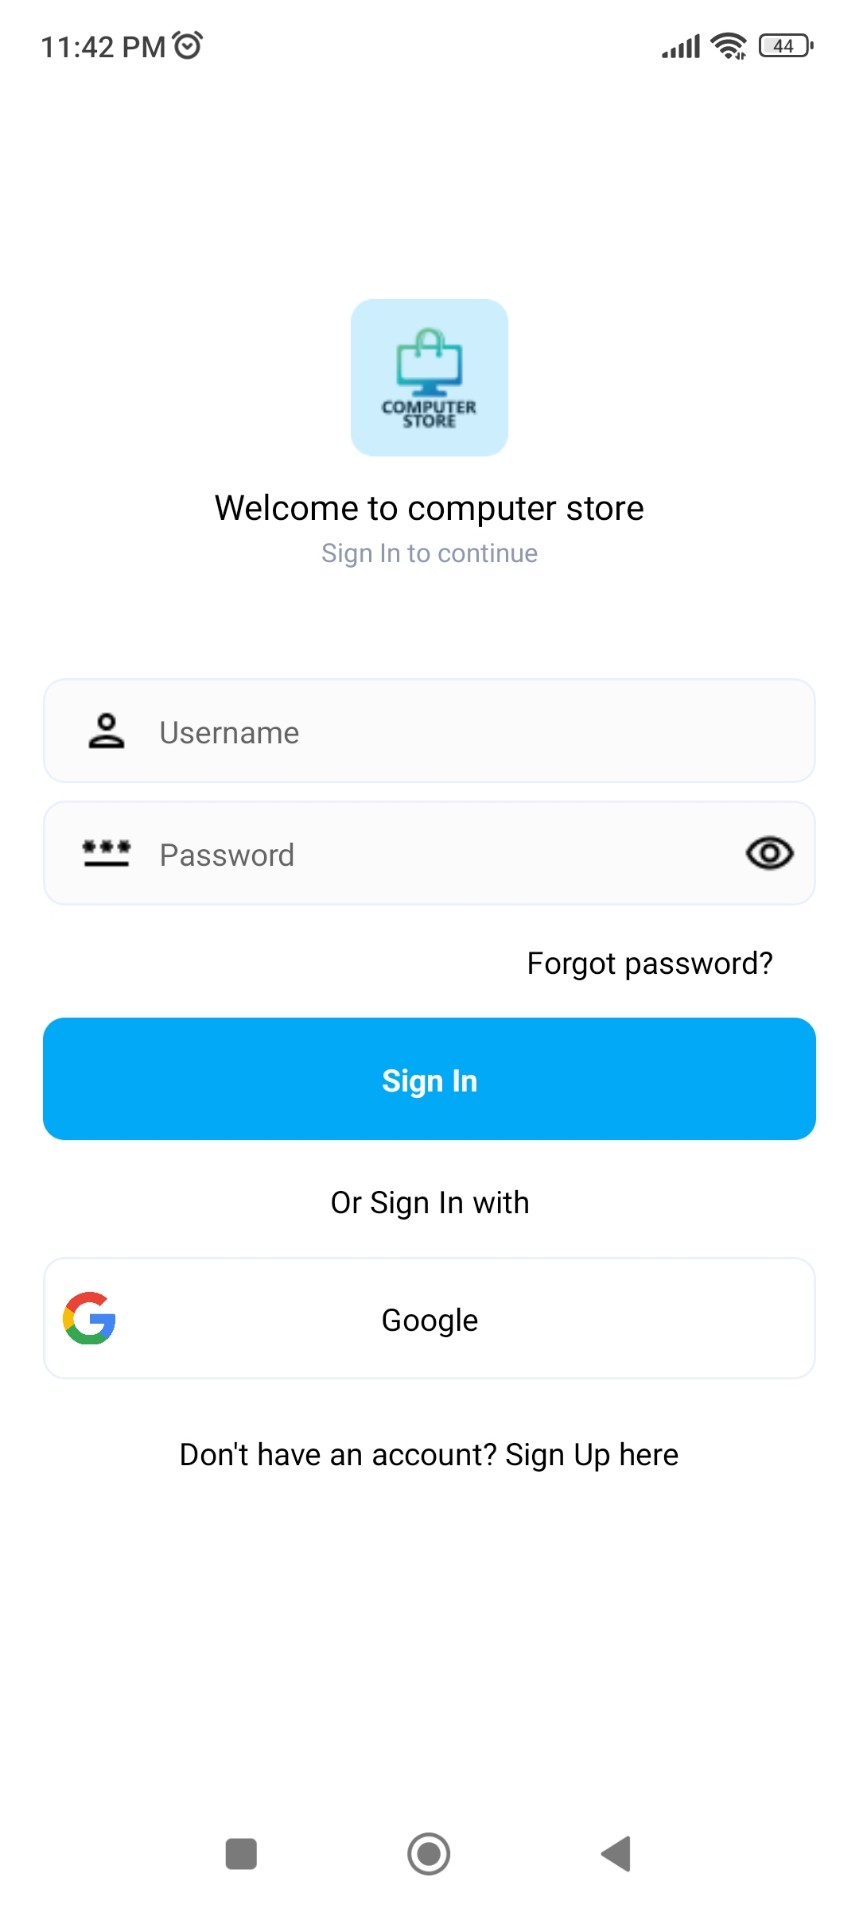 11:42 PM
44
COMPUTER
STORE
Welcome to computer store
Sign In to continue
Username
Password
Forgot password?
Sign In
Or Sign In with
Google
Don't have an account? Sign Up here